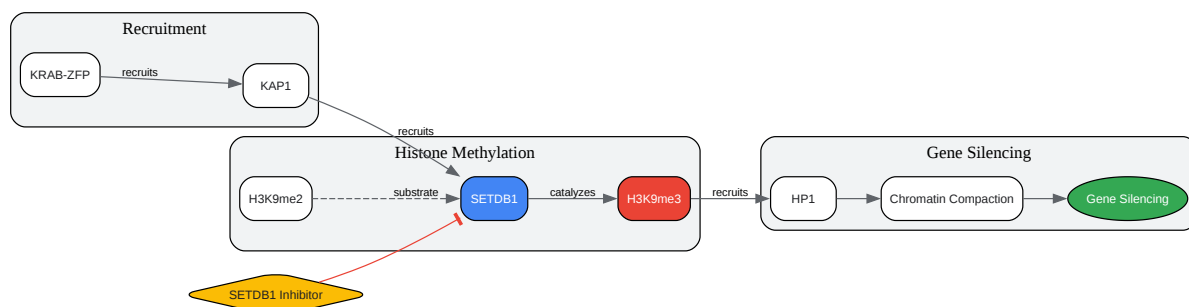 Recruitment
KRAB-ZFP
recruits
KAP1
recruits
Histone Methylation
H3K9me2
substrate
SETDB1
catalyzes
H3K9me3
recruits
Gene Silencing
HP1
Chromatin Compaction
Gene Silencing
SETDB1 Inhibitor